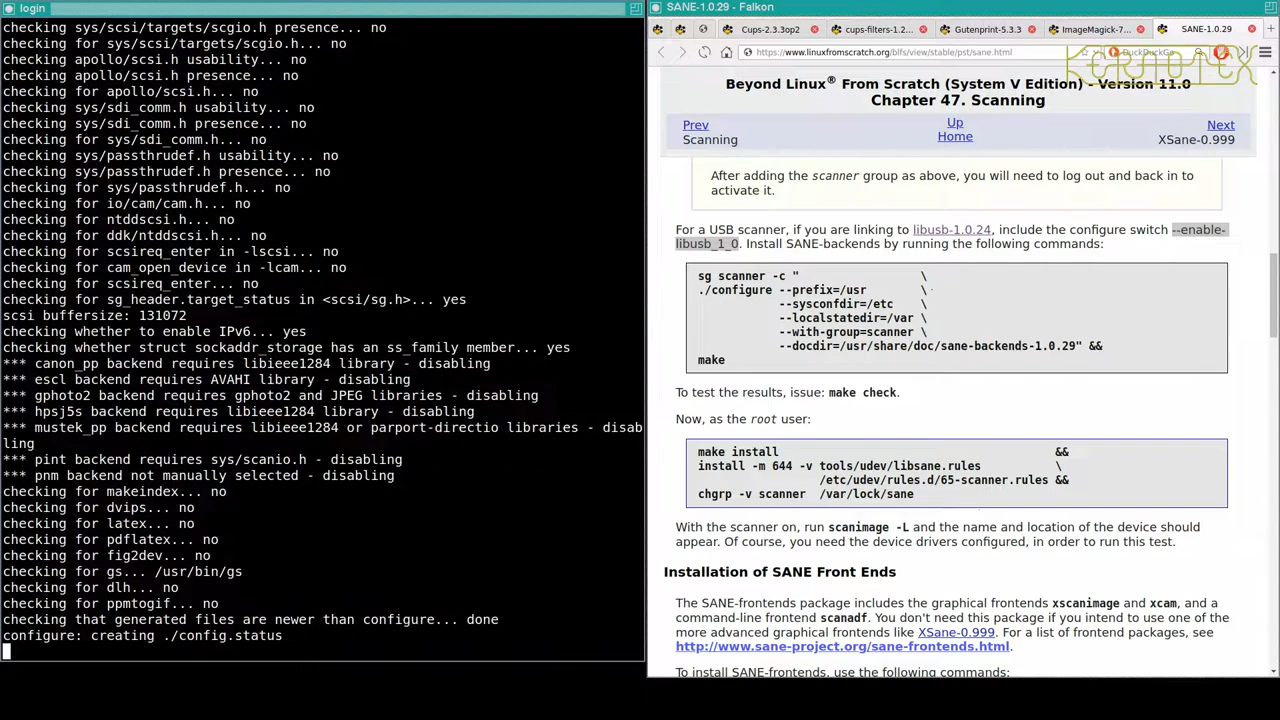 login
checking sys/scsi/targets/scgio.h presence... no
checking for sys/scsi/targets/scgio.h... no
checking apollo/scsi.h usability... no
checking apollo/scsi.h presence... no
checking for apollo/scsi.h... no
checking sys/sdi_comm.h usability... no
checking sys/sdi_comm.h presence... no
checking for sys/sdi_comm.h... no
checking sys/passthrudef.h usability... no
checking sys/passthrudef.h presence... no
checking for sys/passthrudef.h... no
checking for io/cam/cam.h... no
checking for ntddscsi.h... no
checking for ddk/ntddscsi.h... no
checking for scsireq_enter in -lscsi... no
checking for cam_open_device in -lcam... no
checking for scsireq_enter... no
checking for sg_header.target_status in <scsi/sg.h>... yes
scsi buffersize: 131072
checking whether to enable IPv6... yes
checking whether struct sockaddr_storage has an ss_family member... yes
*** canon_pp backend requires libieee1284 library - disabling
*** escl backend requires AVAHI library - disabling
*** gphoto2 backend requires gphoto2 and JPEG libraries - disabling
*** hpsj5s backend requires libieee1284 library - disabling
*** mustek_pp backend requires libieee1284 or parport-directio libraries - disab
ling
*** pint backend requires sys/scanio.h - disabling
*** pnm backend not manually selected - disabling
checking for makeindex... no
checking for dvips... no
checking for latex... no
checking for pdflatex... no
checking for fig2dev... no
checking for gs... /usr/bin/gs
checking for dlh... no
checking for ppmtogif... no
checking that generated files are newer than configure... done
configure: creating ./config.status
SANE-1.0.29 - Falkon
Cups-2.3.3op2
cups-filters-1.2...
Gutenprint-5.3.3
ImageMagick-7...
SANE-1.0.29
https://www.linuxfromscratch.org/blfs/view/stable/pst/sane.html
DuckDuckGo
KERNOTEX
Beyond Linux® From Scratch (System V Edition) - Version 11.0
Chapter 47. Scanning
Prev
Up
Next
Scanning
Home
XSane-0.999
After adding the scanner group as above, you will need to log out and back in to
activate it.
For a USB scanner, if you are linking to libusb-1.0.24, include the configure switch --enable-
libusb_1_0. Install SANE-backends by running the following commands:
sg scanner -c " \
./configure --prefix=/usr \
--sysconfdir=/etc \
--localstatedir=/var \
--with-group=scanner \
--docdir=/usr/share/doc/sane-backends-1.0.29" &&
make
To test the results, issue: make check.
Now, as the root user:
make install &&
install -m 644 -v tools/udev/libsane.rules \
/etc/udev/rules.d/65-scanner.rules &&
chgrp -v scanner /var/lock/sane
With the scanner on, run scanimage -L and the name and location of the device should
appear. Of course, you need the device drivers configured, in order to run this test.
Installation of SANE Front Ends
The SANE-frontends package includes the graphical frontends xscanimage and xcam, and a
command-line frontend scanadf. You don't need this package if you intend to use one of the
more advanced graphical frontends like XSane-0.999. For a list of frontend packages, see
http://www.sane-project.org/sane-frontends.html.
To install SANE-frontends, use the following commands: